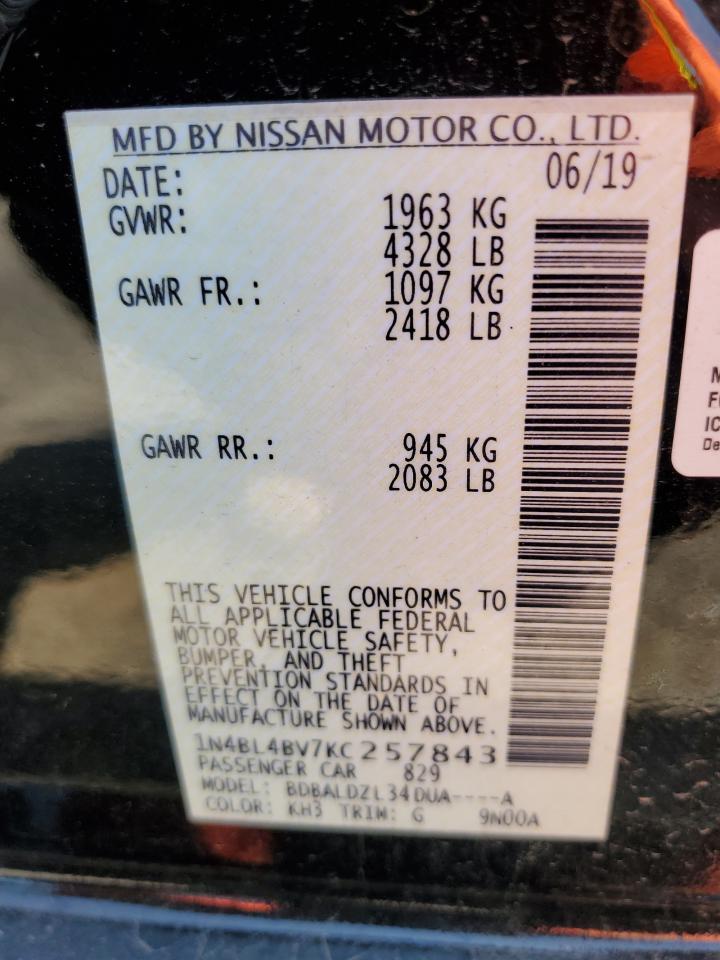 MFD BY NISSAN MOTOR CO., LTD.
DATE: 06/19
GVWR: 1963 KG
4328 LB
GAWR FR.: 1097 KG
2418 LB
GAWR RR.: 945 KG
2083 LB
THIS VEHICLE CONFORMS TO
ALL APPLICABLE FEDERAL
MOTOR VEHICLE SAFETY,
BUMPER, AND THEFT
PREVENTION STANDARDS IN
EFFECT ON THE DATE OF
MANUFACTURE SHOWN ABOVE.
1N4BL4BV7KC257843
PASSENGER CAR 829
MODEL: BDBALDZL34DUA----A
COLOR: KH3 TRIM: G 9N00A
M
F
IC
De